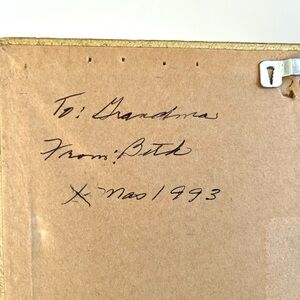 To: Grandma
From: Beth
X-mas 1993